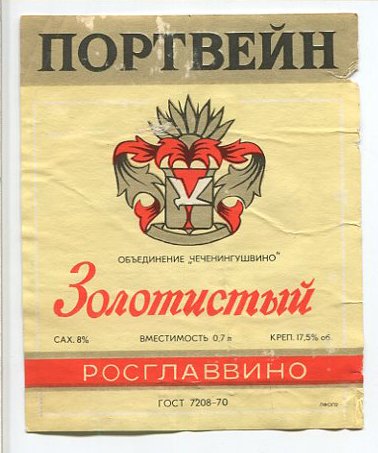 ПОРТВЕЙН
ОБЪЕДИНЕНИЕ „ЧЕЧЕНИНГУШВИНО"
Золотистый
САХ. 8% ВМЕСТИМОСТЬ 0,7 л КРЕП. 17,5% об.
РОСГЛАВВИНО
ГОСТ 7208-70